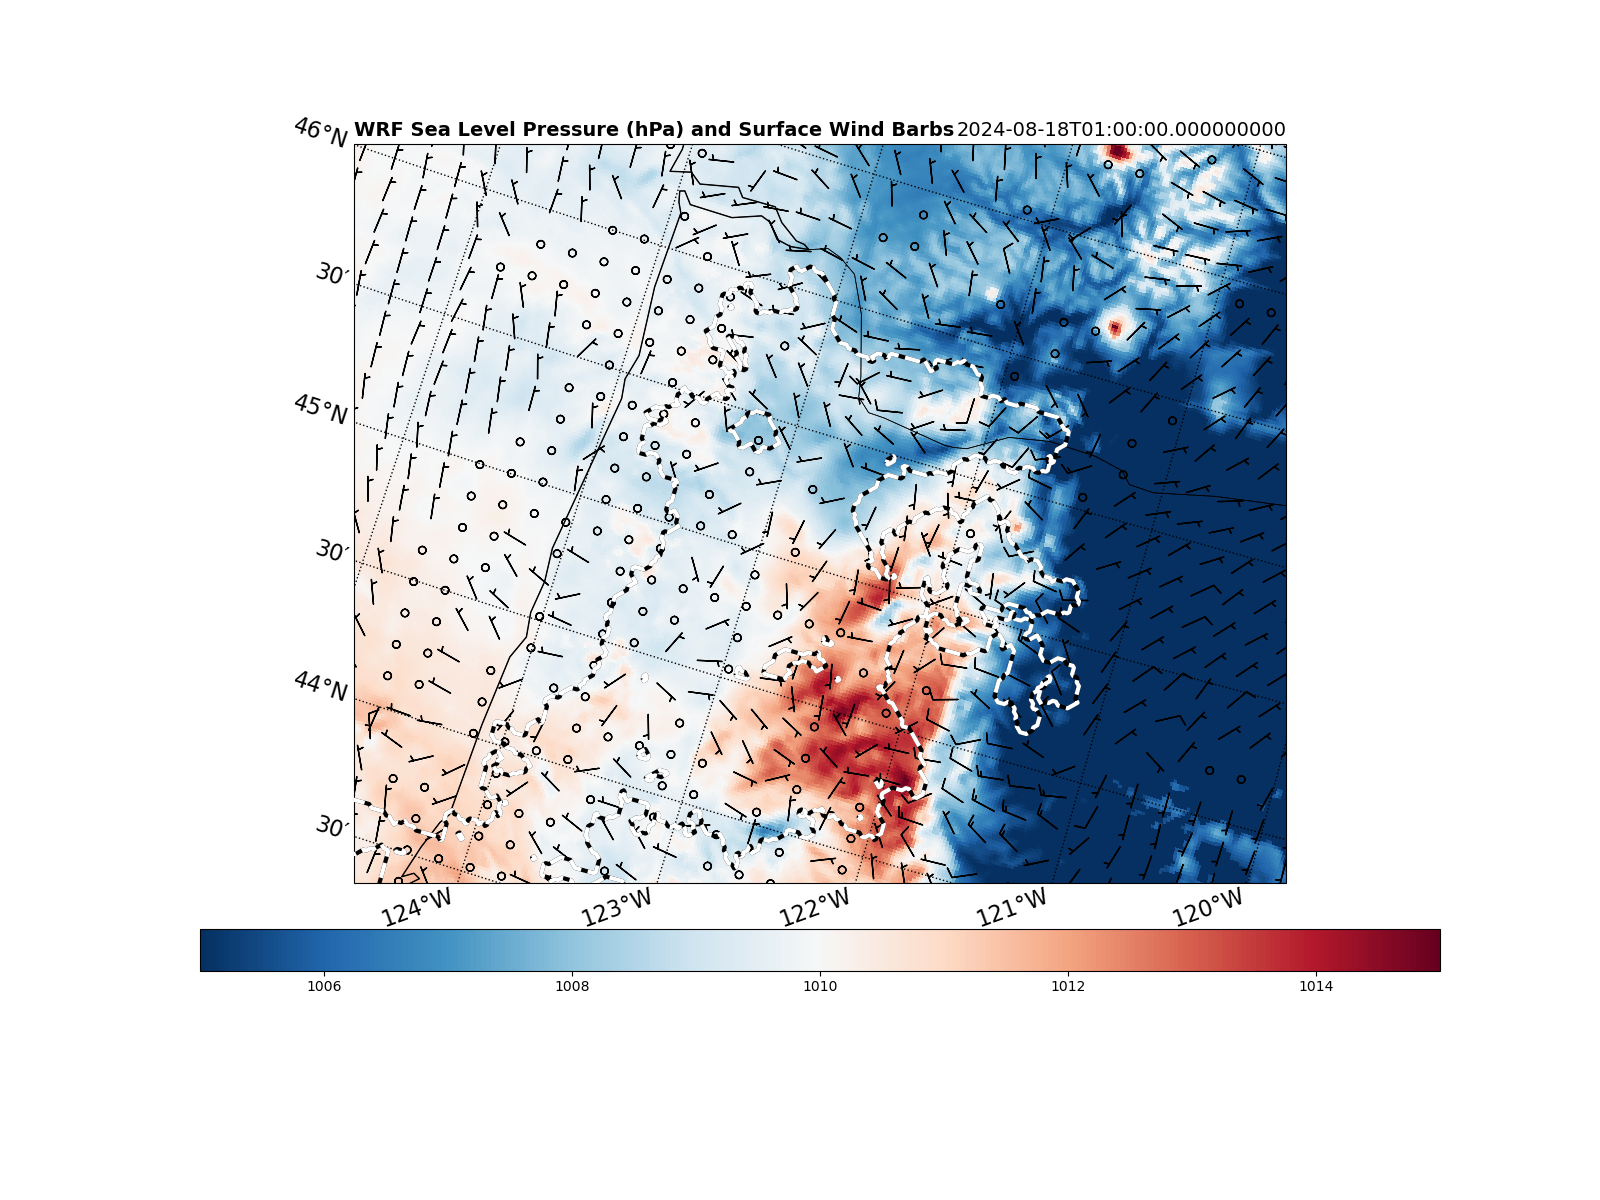 WRF Sea Level Pressure (hPa) and Surface Wind Barbs 2024-08-18T01:00:00.000000000
46°N
30′
45°N
30′
44°N
30′
124°W 123°W 122°W 121°W 120°W
1006 1008 1010 1012 1014